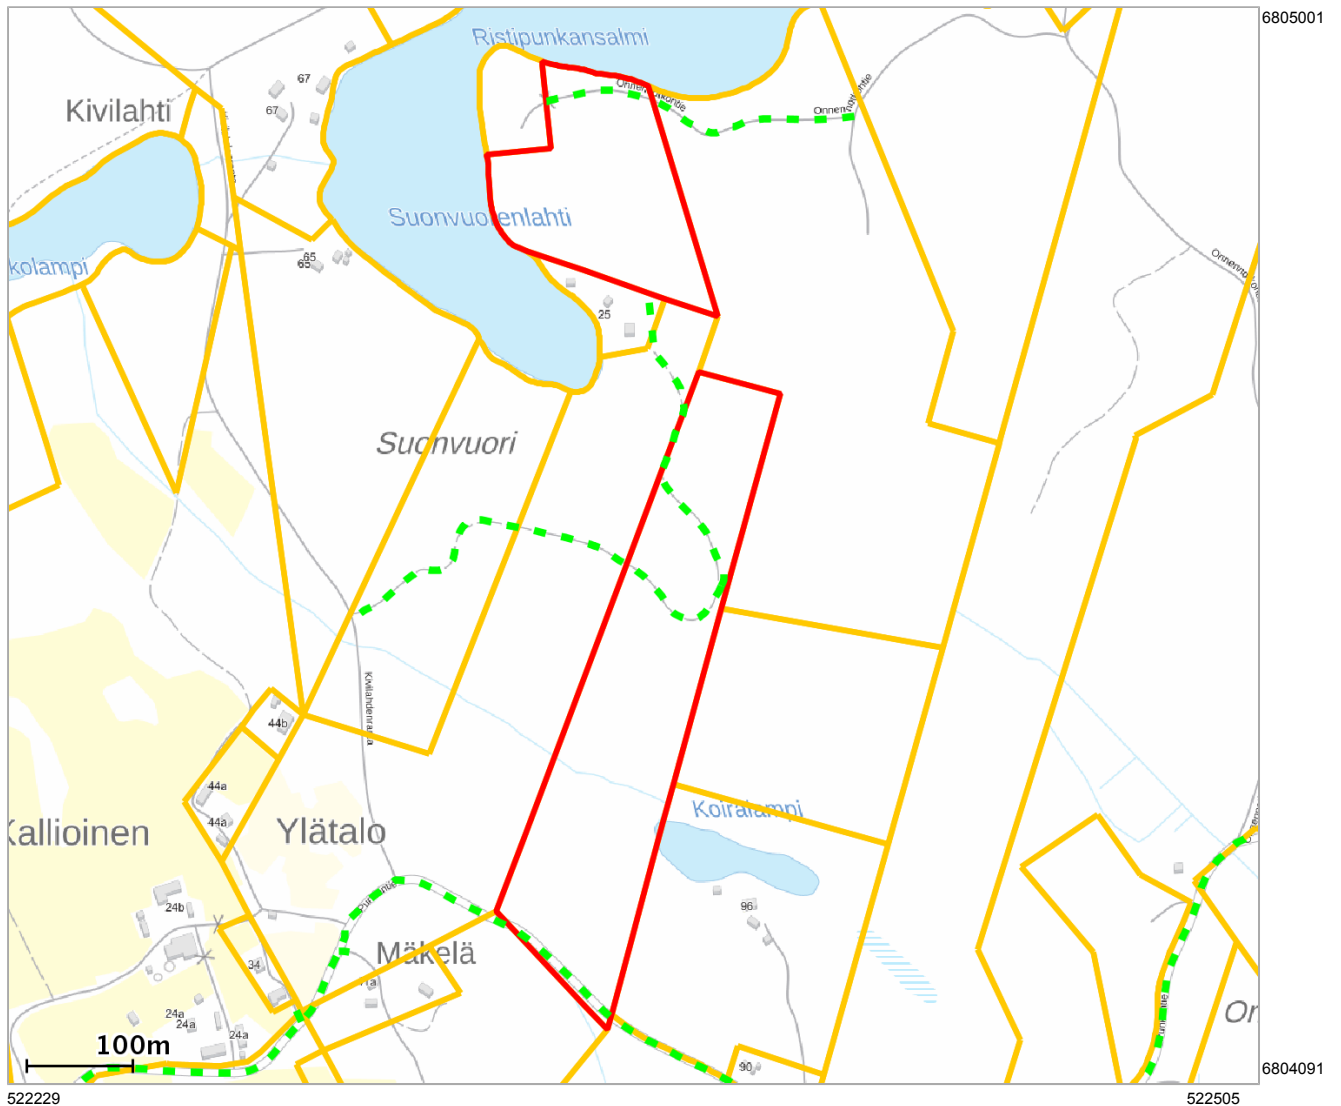 6805001
Ristipunkansalmi
67
67
Kivilahti
Suonvuorenlahti
65
65
kolampi
25
Suonvuori
Kivilahdenranta
44b
44a
44a
Koiralampi
Kallioinen
Ylätalo
24b
96
Mäkelä
34
24a
24a
24a
100m
90
Or
6804091
522229
522505